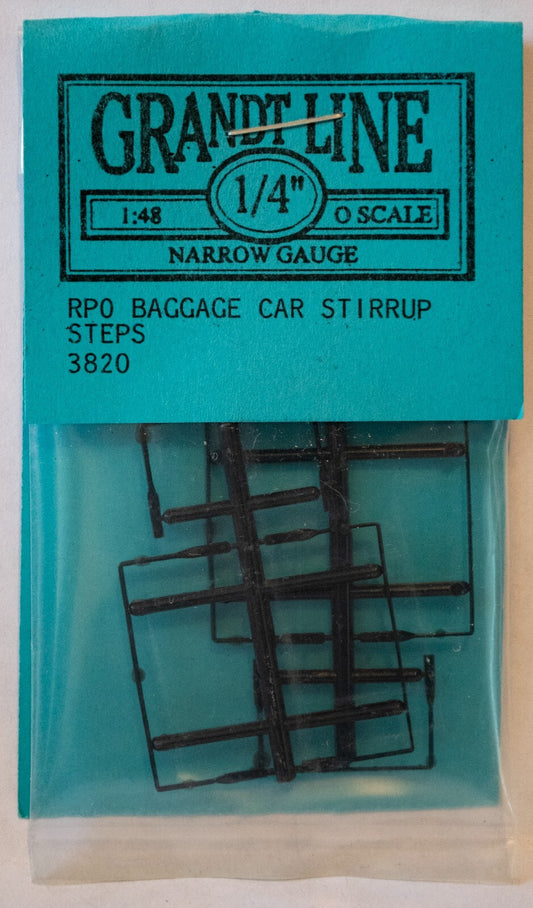 GRANDT LINE
1/4"
1:48 O SCALE
NARROW GAUGE
RPO BAGGAGE CAR STIRRUP
STEPS
3820